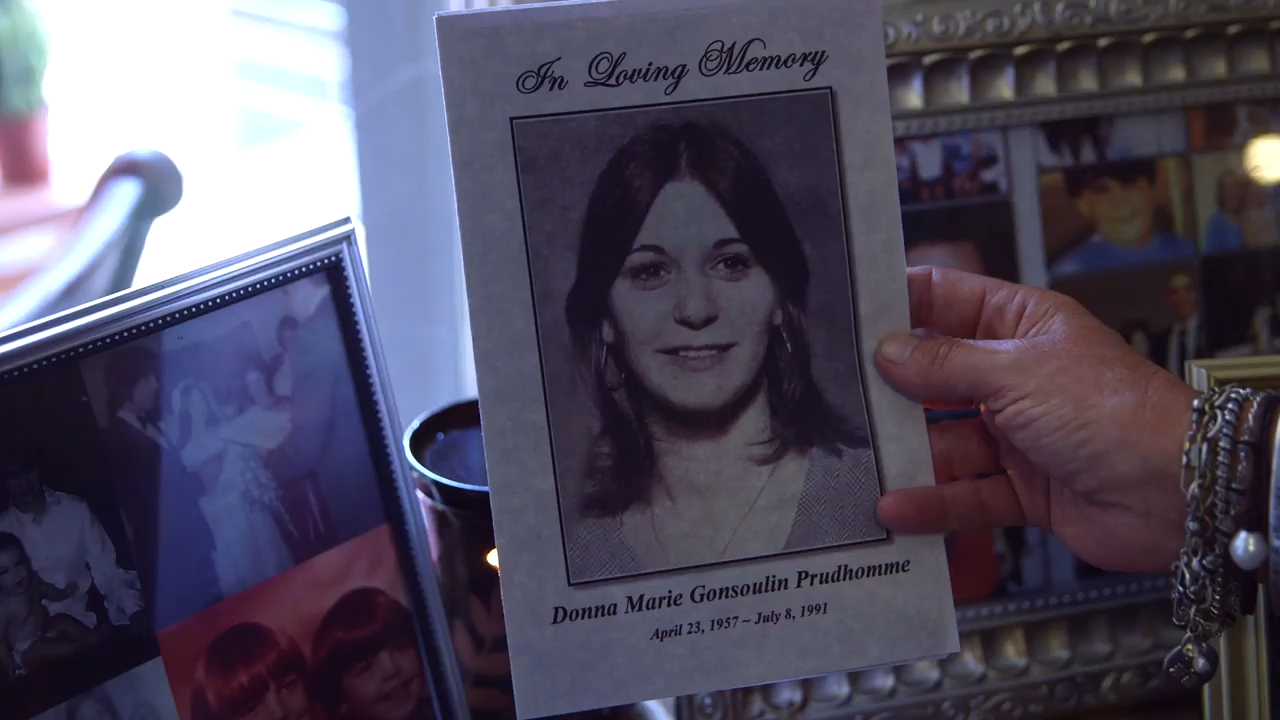 In Loving Memory
Donna Marie Gonsoulin Prudhomme
April 23, 1957 ~ July 8, 1991